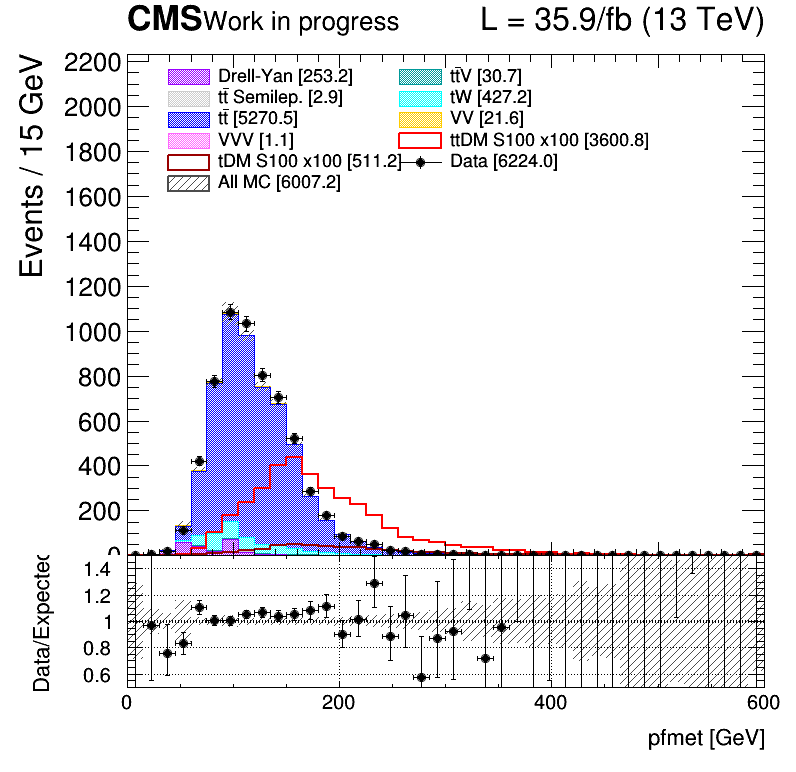 CMS Work in progress L = 35.9/fb (13 TeV)
Events / 15 GeV
2200
2000
1800
1600
1400
1200
1000
800
600
400
200
0
Drell-Yan [253.2] tt̄V [30.7]
tt̄ Semilep. [2.9] tW [427.2]
tt̄ [5270.5] VV [21.6]
VVV [1.1] ttDM S100 x100 [3600.8]
tDM S100 x100 [511.2] Data [6224.0]
All MC [6007.2]
Data/Expected
1.4
1.2
1
0.8
0.6
0 200 400 600
pfmet [GeV]